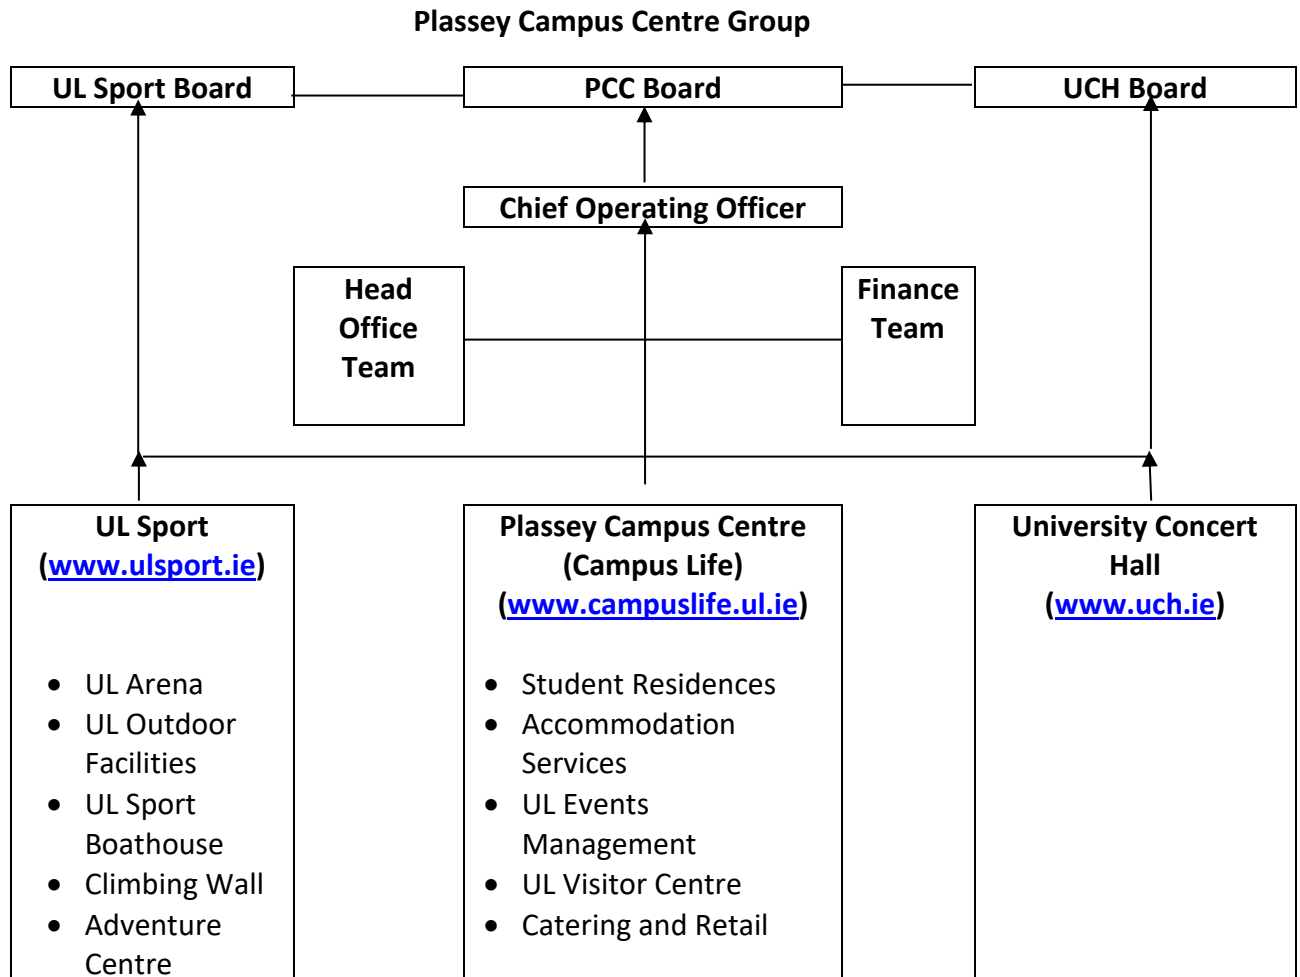 Plassey Campus Centre Group
UL Sport Board
PCC Board
UCH Board
Chief Operating Officer
Head
Office
Team
Finance
Team
UL Sport
(www.ulsport.ie)
• UL Arena
• UL Outdoor
Facilities
• UL Sport
Boathouse
• Climbing Wall
• Adventure
Centre
Plassey Campus Centre
(Campus Life)
(www.campuslife.ul.ie)
• Student Residences
• Accommodation
Services
• UL Events
Management
• UL Visitor Centre
• Catering and Retail
University Concert
Hall
(www.uch.ie)